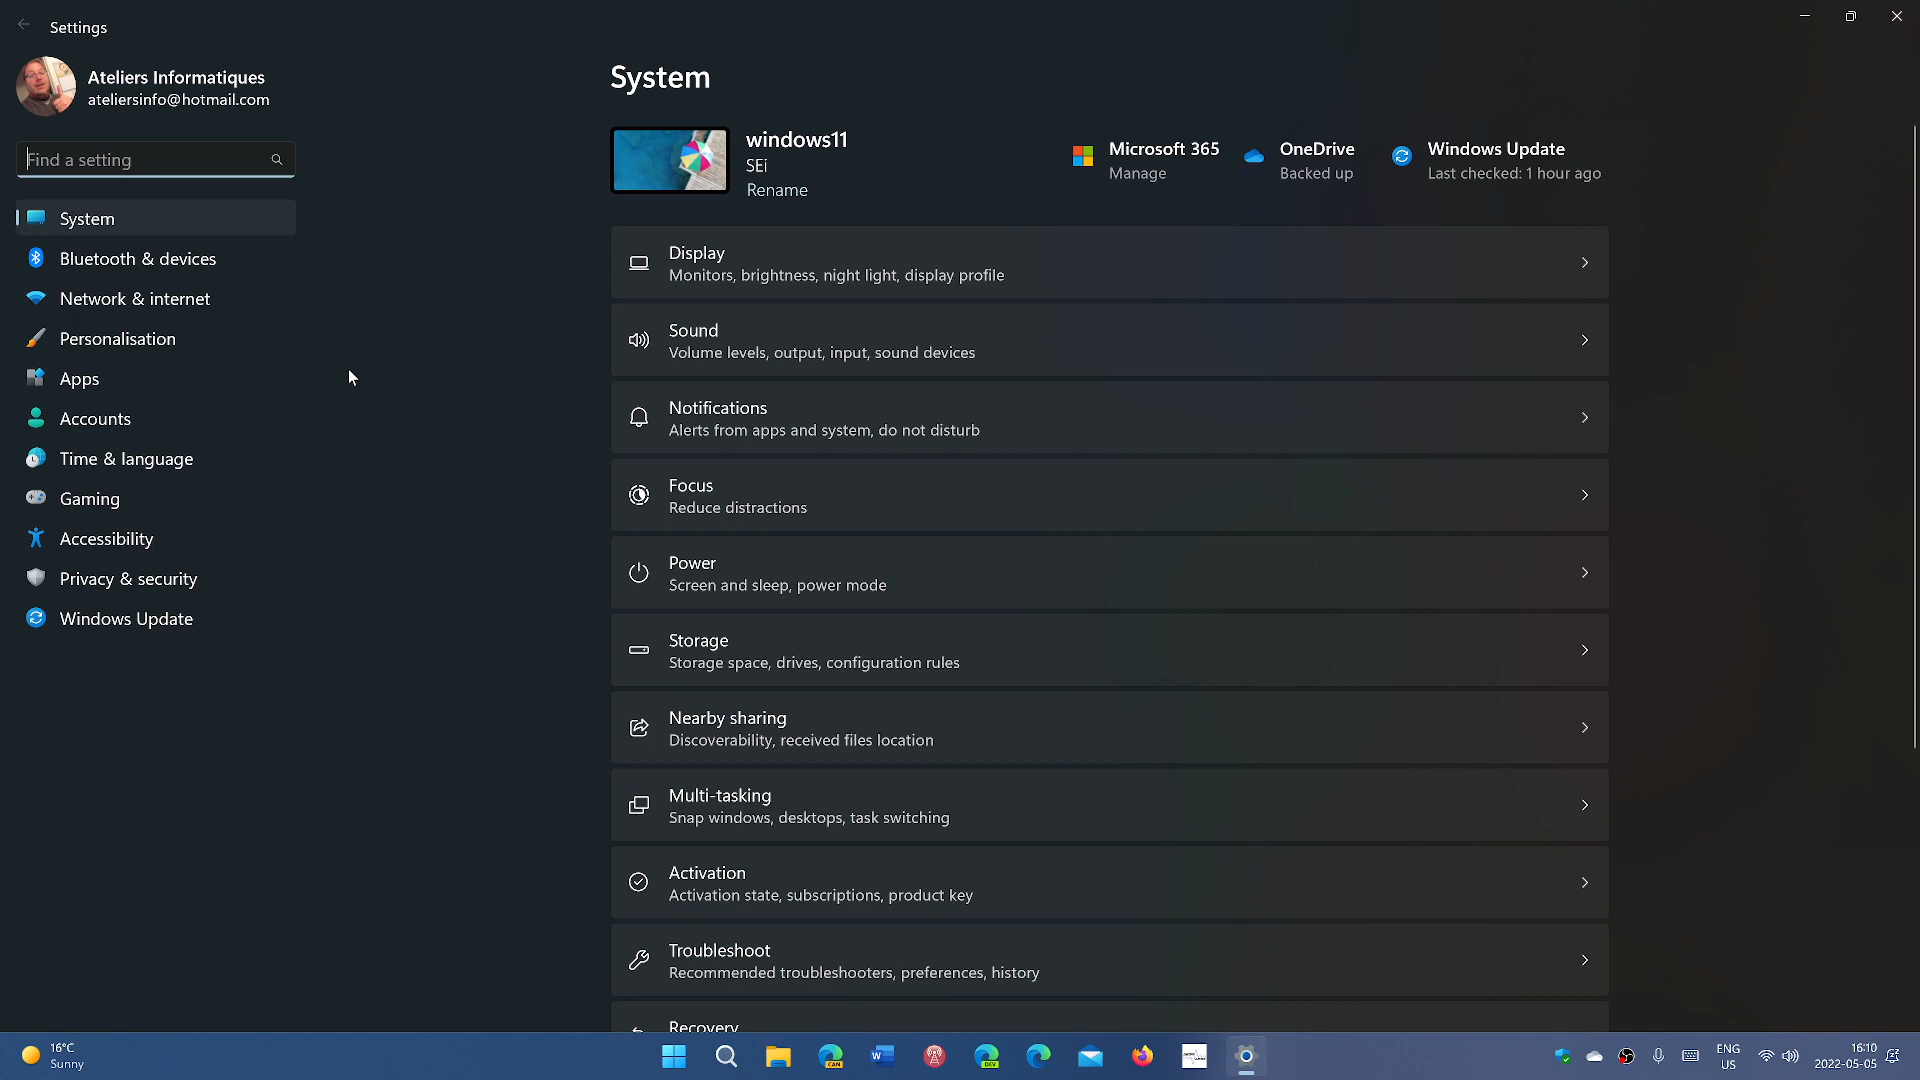 Settings
Ateliers Informatiques
ateliersinfo@hotmail.com
Find a setting
System
Bluetooth & devices
Network & internet
Personalisation
Apps
Accounts
Time & language
Gaming
Accessibility
Privacy & security
Windows Update
System
windows11
SEi
Rename
Microsoft 365
Manage
OneDrive
Backed up
Windows Update
Last checked: 1 hour ago
Display
Monitors, brightness, night light, display profile
Sound
Volume levels, output, input, sound devices
Notifications
Alerts from apps and system, do not disturb
Focus
Reduce distractions
Power
Screen and sleep, power mode
Storage
Storage space, drives, configuration rules
Nearby sharing
Discoverability, received files location
Multi-tasking
Snap windows, desktops, task switching
Activation
Activation state, subscriptions, product key
Troubleshoot
Recommended troubleshooters, preferences, history
Recovery
16°C
Sunny
CAN
W
DEV
ENG
US
16:10
2022-05-05